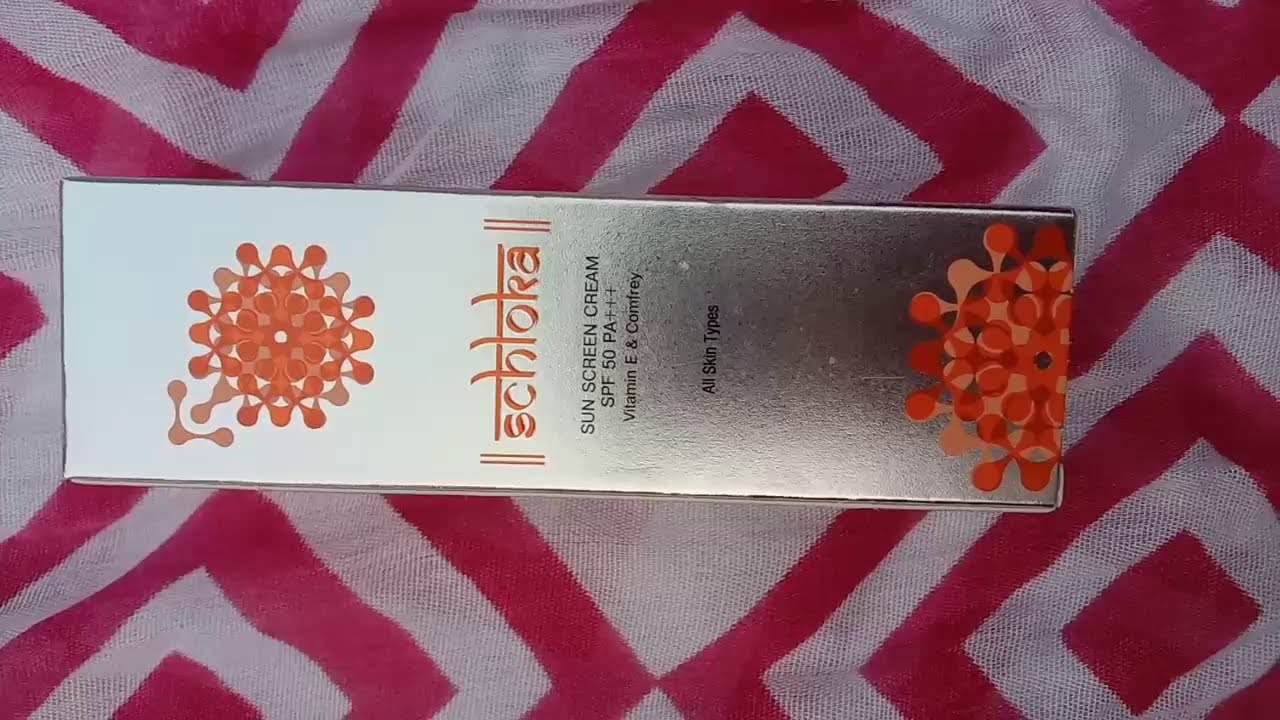 || schloka ||
SUN SCREEN CREAM
SPF 50 PA+++
Vitamin E & Comfrey
All Skin Types